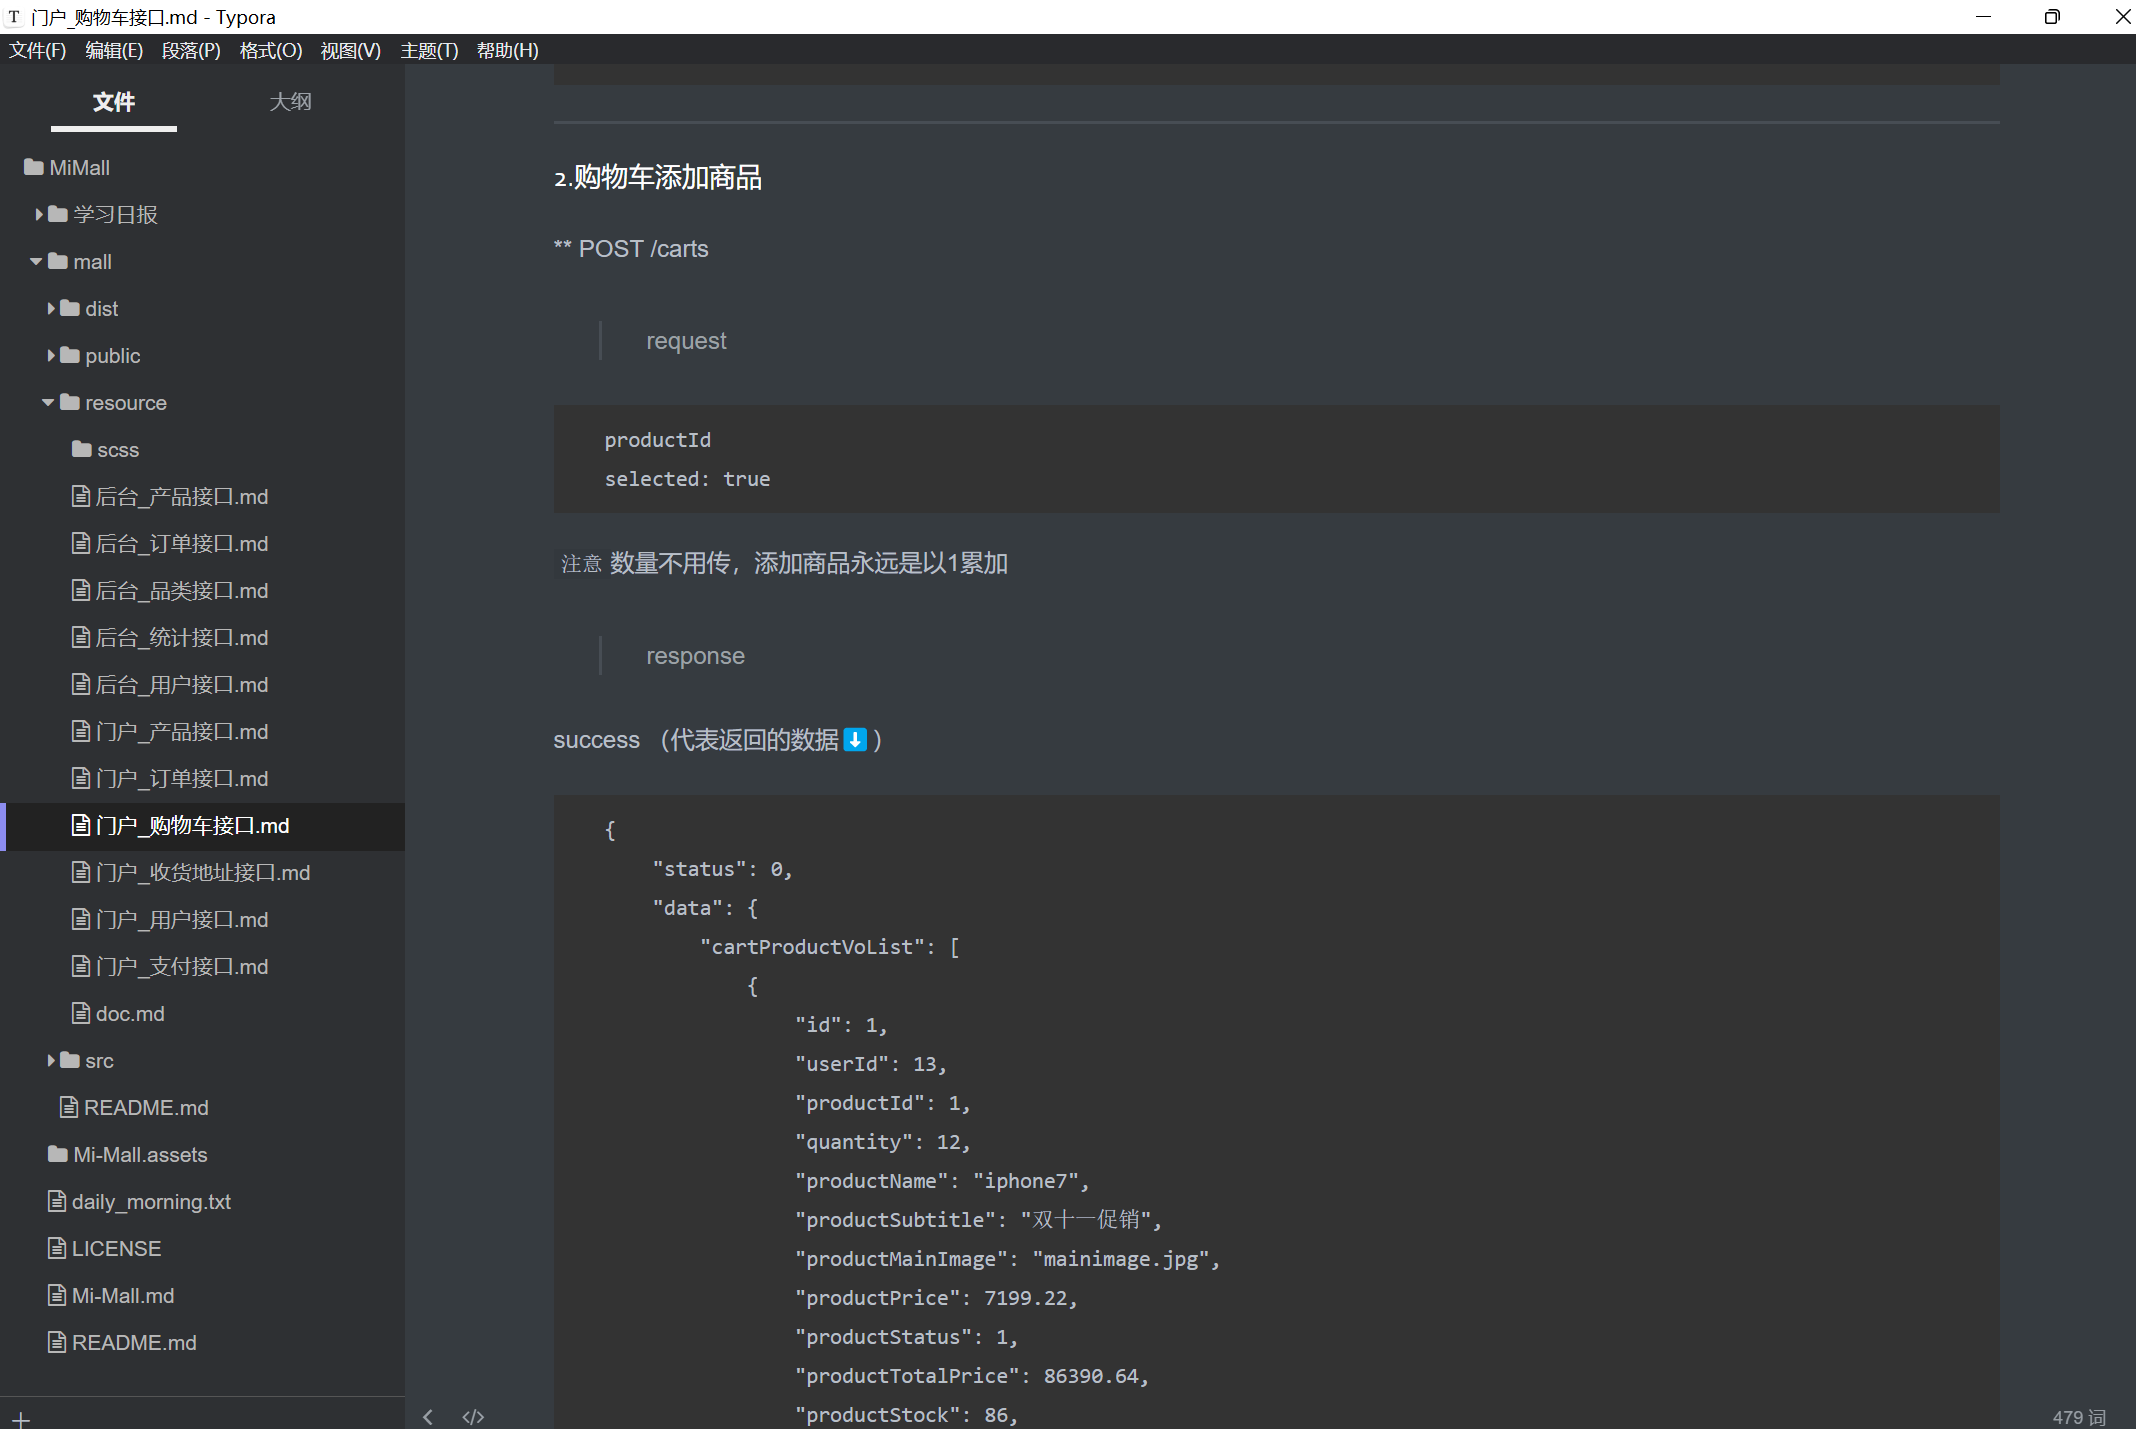 门户_购物车接口.md - Typora
文件(F) 编辑(E) 段落(P) 格式(O) 视图(V) 主题(T) 帮助(H)
文件 大纲
MiMall
学习日报
mall
dist
public
resource
scss
后台_产品接口.md
后台_订单接口.md
后台_品类接口.md
后台_统计接口.md
后台_用户接口.md
门户_产品接口.md
门户_订单接口.md
门户_购物车接口.md
门户_收货地址接口.md
门户_用户接口.md
门户_支付接口.md
doc.md
src
README.md
Mi-Mall.assets
daily_morning.txt
LICENSE
Mi-Mall.md
README.md
2.购物车添加商品
** POST /carts
request
productId
selected: true
注意 数量不用传，添加商品永远是以1累加
response
success （代表返回的数据⬇️）
{
"status": 0,
"data": {
"cartProductVoList": [
{
"id": 1,
"userId": 13,
"productId": 1,
"quantity": 12,
"productName": "iphone7",
"productSubtitle": "双十一促销",
"productMainImage": "mainimage.jpg",
"productPrice": 7199.22,
"productStatus": 1,
"productTotalPrice": 86390.64,
"productStock": 86,
479 词